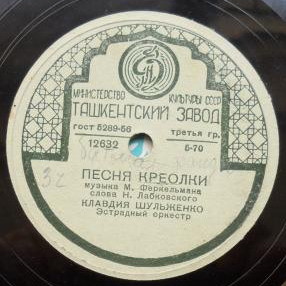 МИНИСТЕРСТВО КУЛЬТУРЫ СССР
ТАШКЕНТСКИЙ ЗАВОД
ГОСТ 5289-56 третья гр.
12632 5-70
ПЕСНЯ КРЕОЛКИ
музыка М. Феркельмана
слова Н. Лабковского
КЛАВДИЯ ШУЛЬЖЕНКО
Эстрадный оркестр